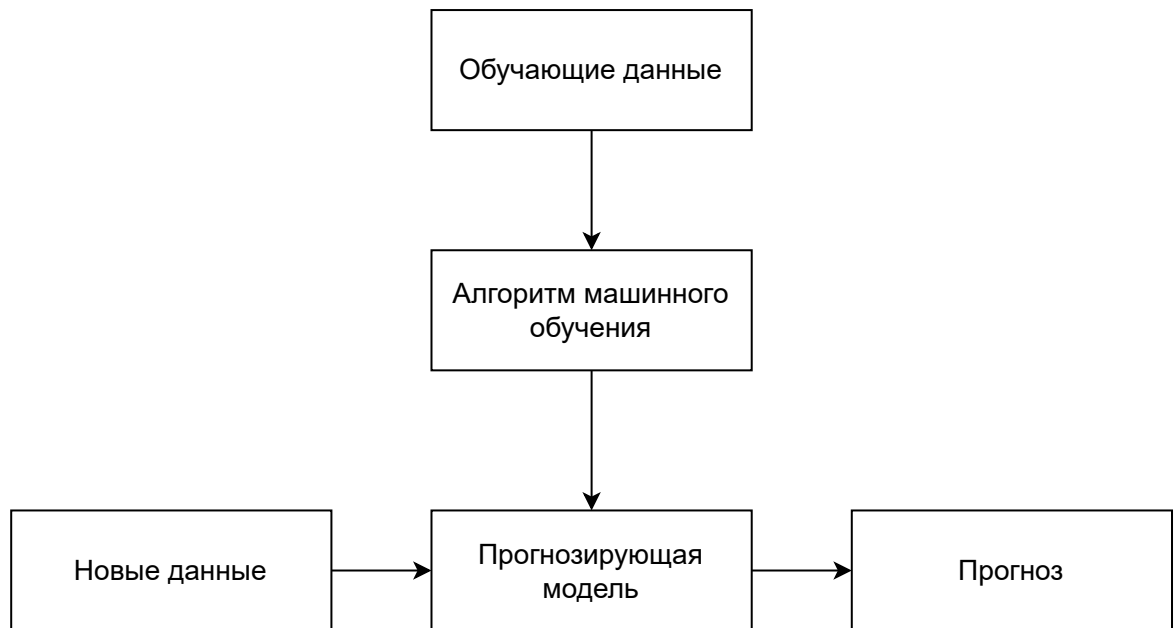 Обучающие данные
Алгоритм машинного
обучения
Новые данные
Прогнозирующая
модель
Прогноз